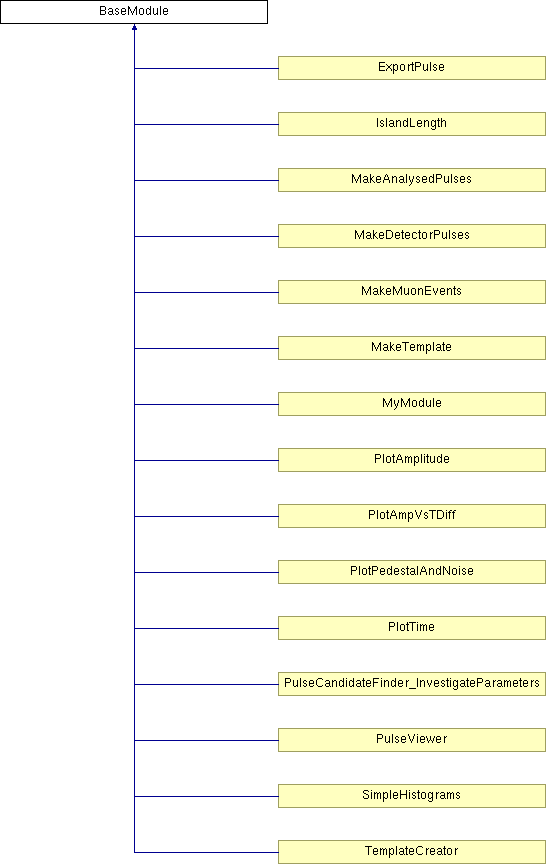 BaseModule
ExportPulse
IslandLength
MakeAnalysedPulses
MakeDetectorPulses
MakeMuonEvents
MakeTemplate
MyModule
PlotAmplitude
PlotAmpVsTDiff
PlotPedestalAndNoise
PlotTime
PulseCandidateFinder_InvestigateParameters
PulseViewer
SimpleHistograms
TemplateCreator